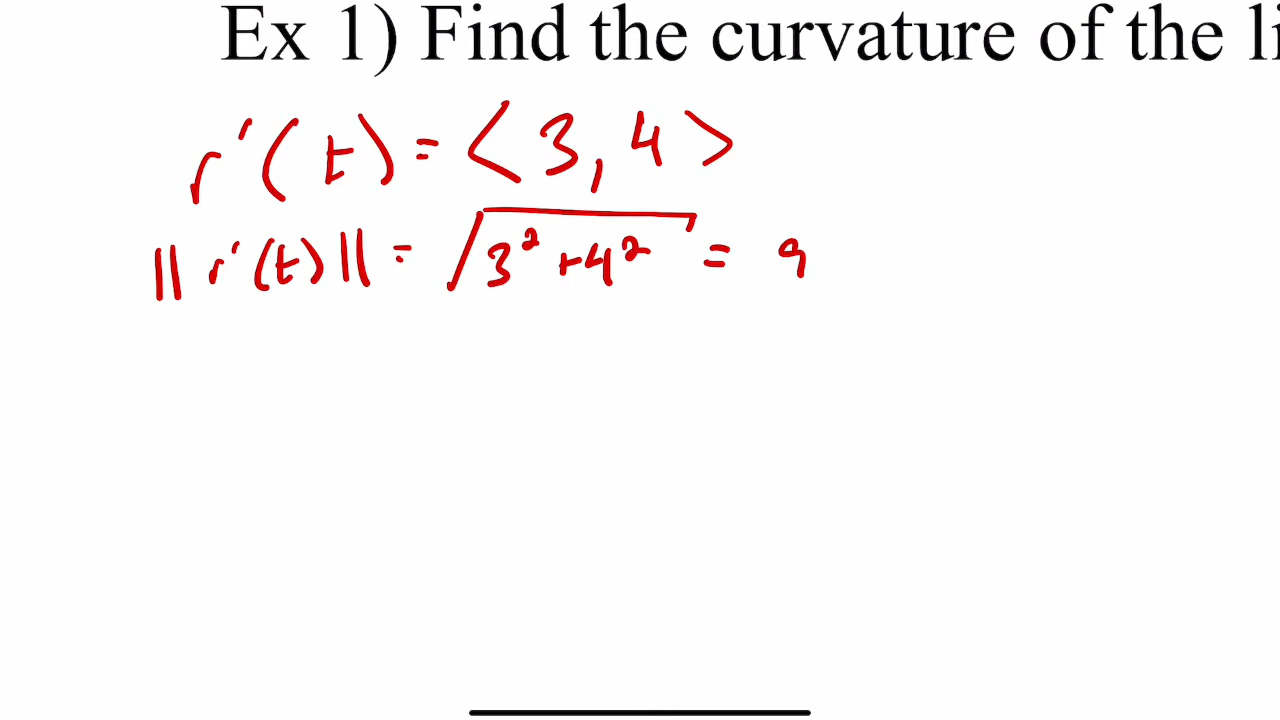 Ex 1) Find the curvature of the li
r'(t) = <3, 4>
|| r'(t) || = √(3² + 4²) = 9